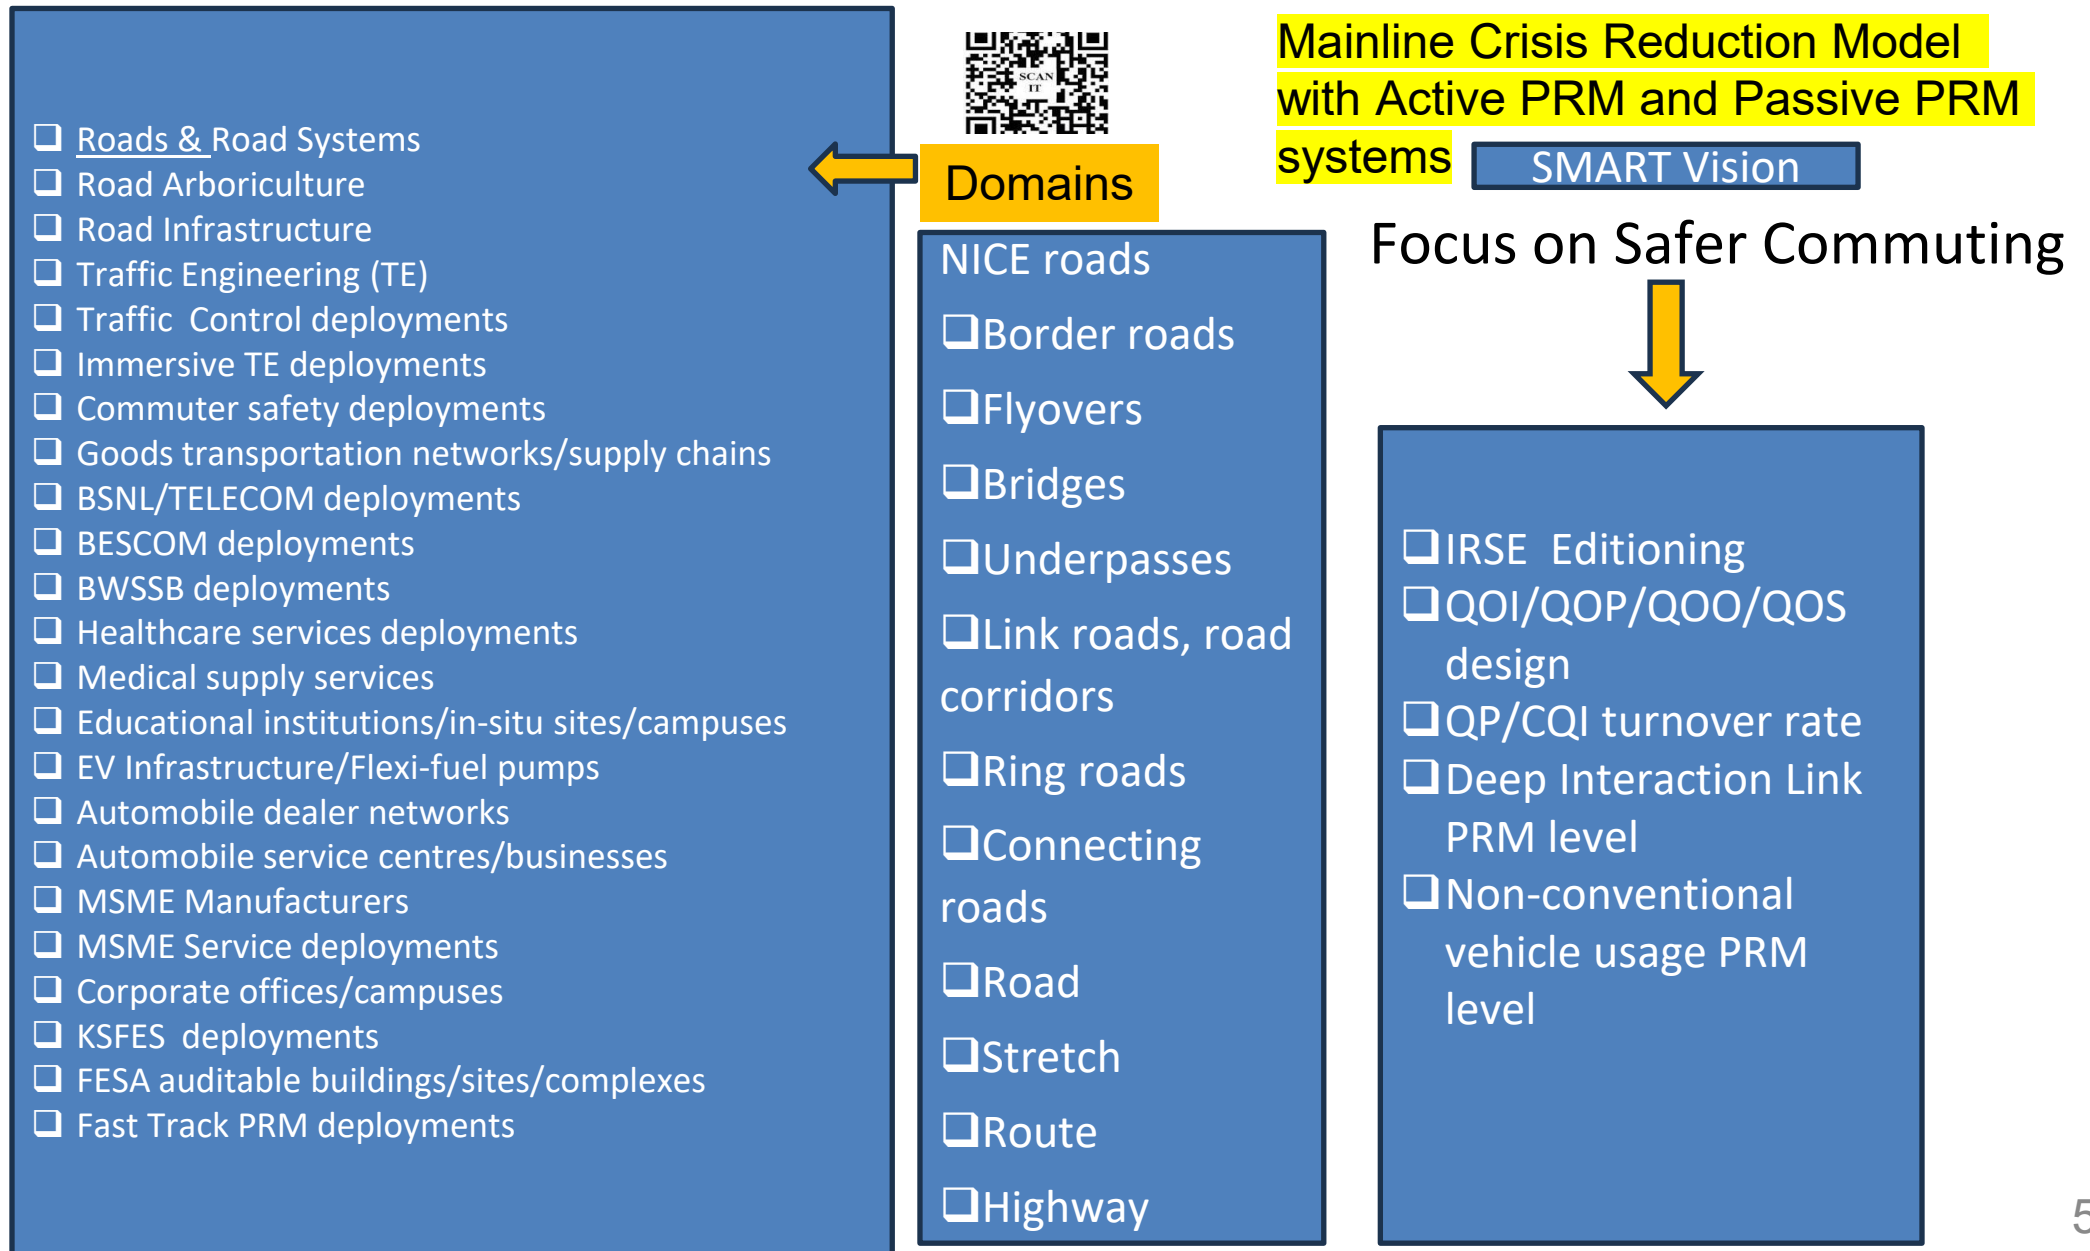 Roads & Road Systems
Road Arboriculture
Road Infrastructure
Traffic Engineering (TE)
Traffic  Control deployments
Immersive TE deployments
Commuter safety deployments
Goods transportation networks/supply chains
BSNL/TELECOM deployments
BESCOM deployments
BWSSB deployments
Healthcare services deployments
Medical supply services
Educational institutions/in-situ sites/campuses
EV Infrastructure/Flexi-fuel pumps
Automobile dealer networks
Automobile service centres/businesses
MSME Manufacturers
MSME Service deployments
Corporate offices/campuses
KSFES  deployments
FESA auditable buildings/sites/complexes
Fast Track PRM deployments
SCAN
IT
Domains
NICE roads
Border roads
Flyovers
Bridges
Underpasses
Link roads, road
corridors
Ring roads
Connecting
roads
Road
Stretch
Route
Highway
Mainline Crisis Reduction Model
with Active PRM and Passive PRM
systems
SMART Vision
Focus on Safer Commuting
IRSE  Editioning
QOI/QOP/QOO/QOS
design
QP/CQI turnover rate
Deep Interaction Link
PRM level
Non-conventional
vehicle usage PRM
level
5